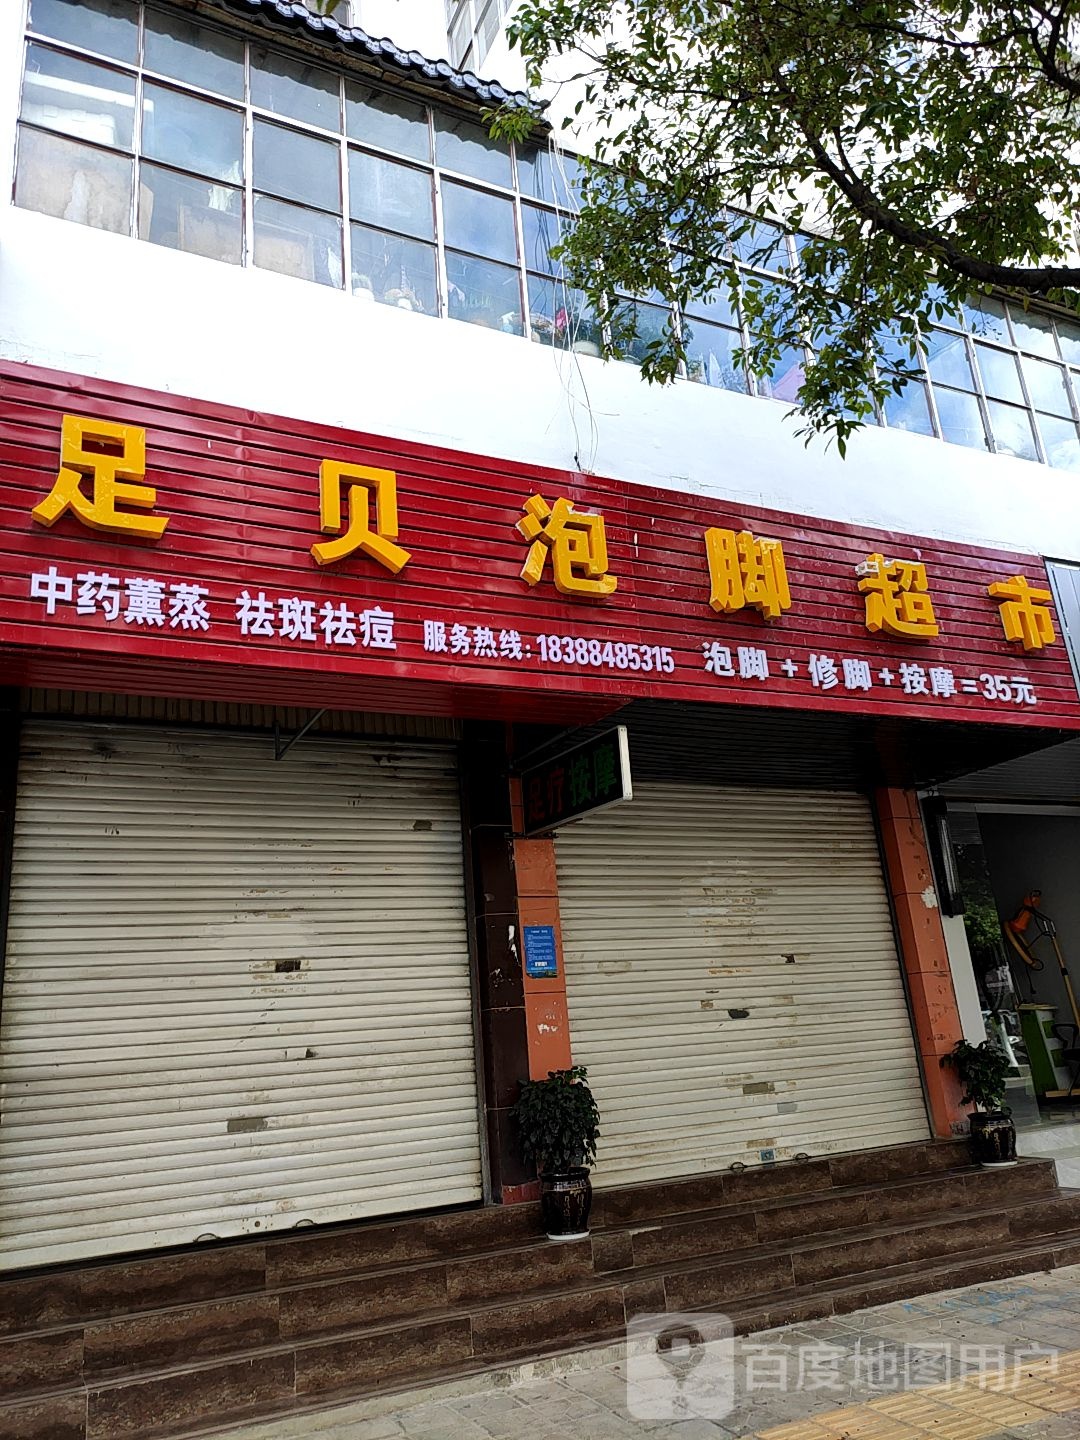 足贝泡脚超市
中药薰蒸 祛斑祛痘 服务热线:18388485315 泡脚+修脚+按摩=35元
足疗按摩
百度地图用户